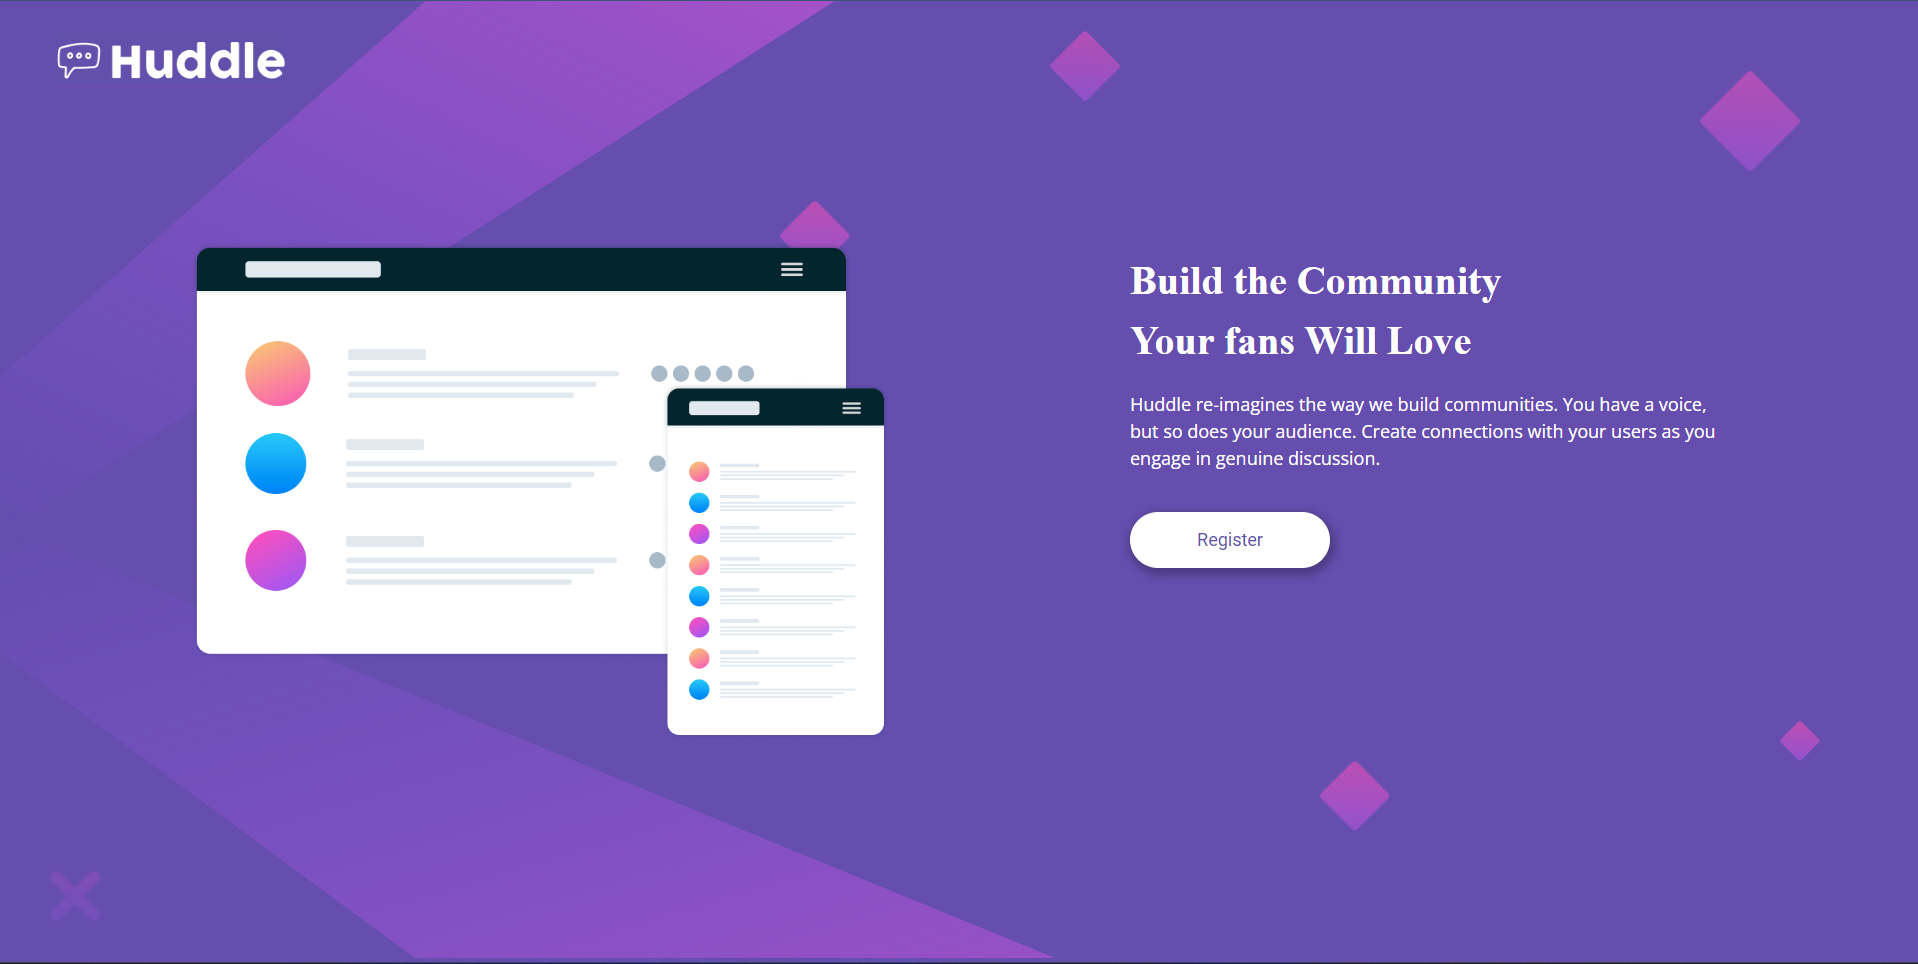 Huddle
Build the Community
Your fans Will Love
Huddle re-imagines the way we build communities. You have a voice,
but so does your audience. Create connections with your users as you
engage in genuine discussion.
Register